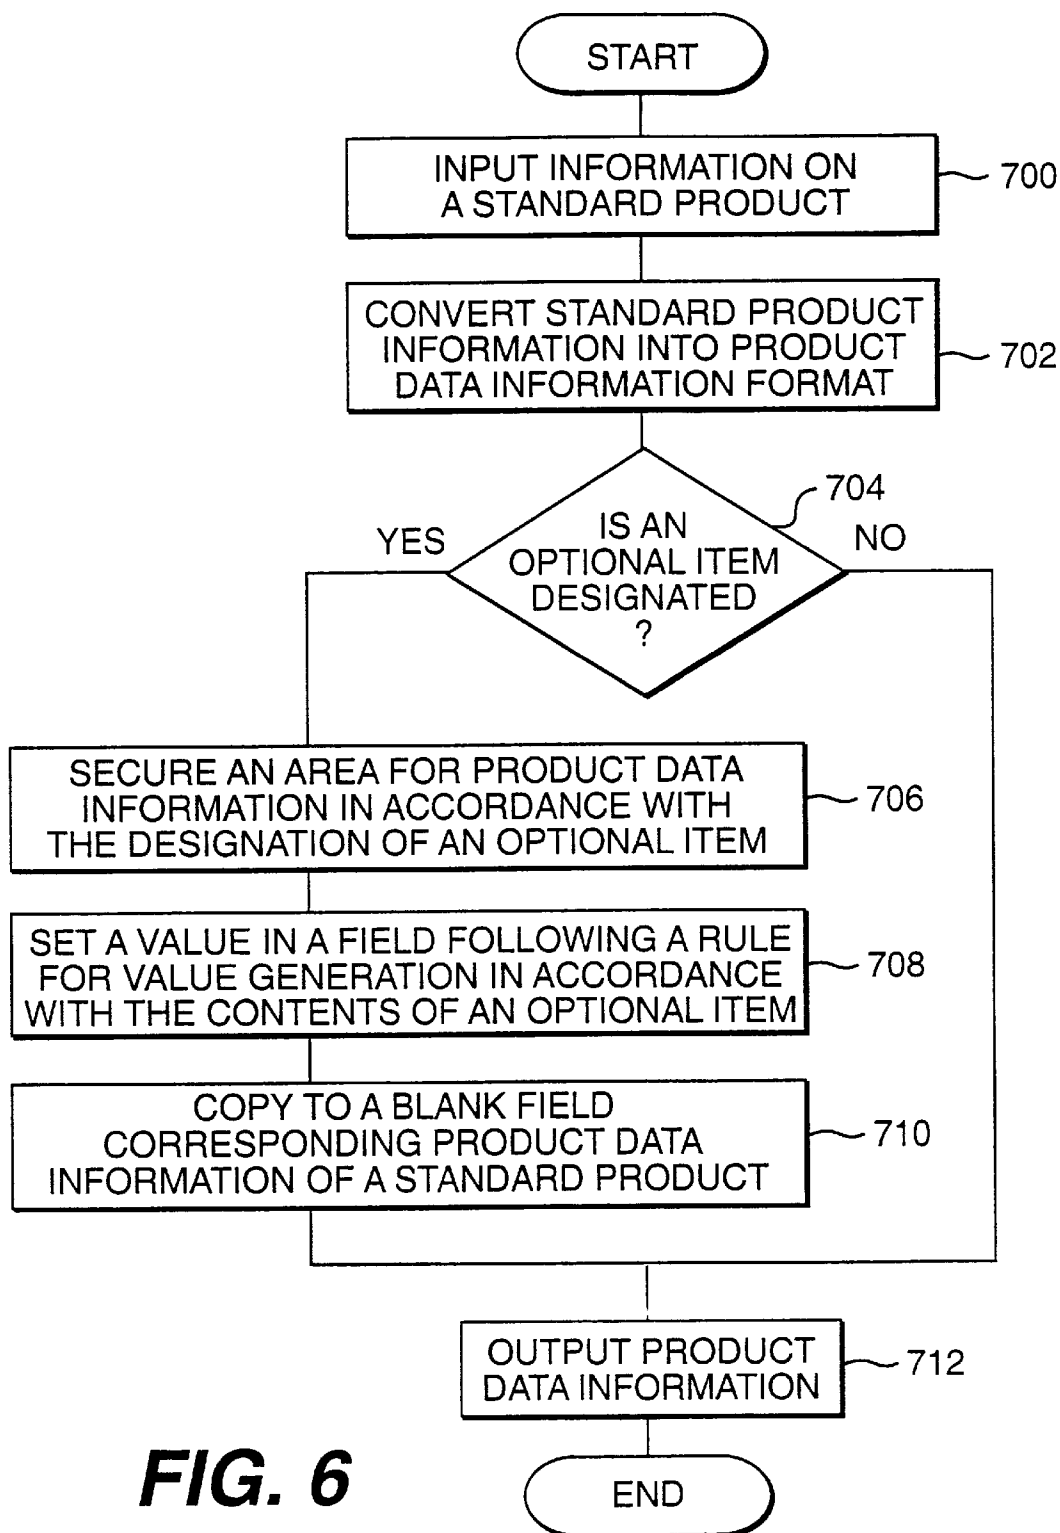 START
INPUT INFORMATION ON
A STANDARD PRODUCT
700
CONVERT STANDARD PRODUCT
INFORMATION INTO PRODUCT
DATA INFORMATION FORMAT
702
704
YES
IS AN
OPTIONAL ITEM
DESIGNATED
?
NO
SECURE AN AREA FOR PRODUCT DATA
INFORMATION IN ACCORDANCE WITH
THE DESIGNATION OF AN OPTIONAL ITEM
706
SET A VALUE IN A FIELD FOLLOWING A RULE
FOR VALUE GENERATION IN ACCORDANCE
WITH THE CONTENTS OF AN OPTIONAL ITEM
708
COPY TO A BLANK FIELD
CORRESPONDING PRODUCT DATA
INFORMATION OF A STANDARD PRODUCT
710
OUTPUT PRODUCT
DATA INFORMATION
712
END
FIG. 6